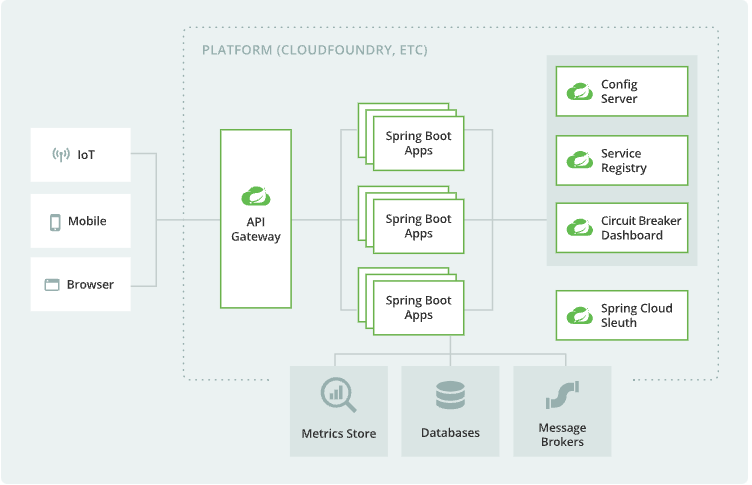 PLATFORM (CLOUDFOUNDRY, ETC)
IoT
Mobile
Browser
API
Gateway
Spring Boot
Apps
Spring Boot
Apps
Spring Boot
Apps
Config
Server
Service
Registry
Circuit Breaker
Dashboard
Spring Cloud
Sleuth
Metrics Store
Databases
Message
Brokers